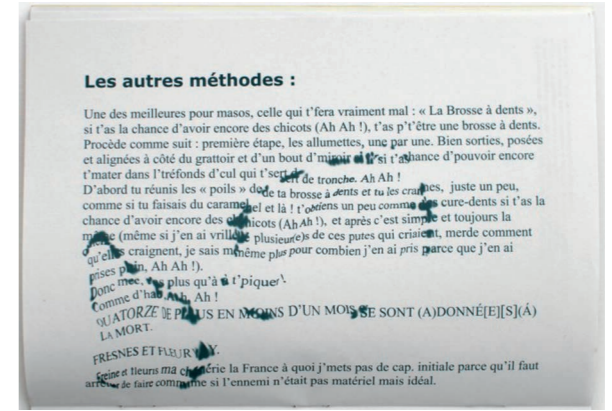 Les autres méthodes :
Une des meilleures pour masos, celle qui t'fera vraiment mal : « La Brosse à dents »,
si t'as la chance d'avoir encore des chicots (Ah Ah !), t'as p't'être une brosse à dents.
Procède comme suit : première étape, les allumettes, une par une. Bien sorties, posées
et alignées à côté du grattoir et d'un bout d'miroir si t'as chance d'pouvoir encore
t'mater dans l'tréfonds d'cul qui t'sert de tronche. Ah Ah !
D'abord tu réunis les « poils » de ta brosse à dents et tu les crames, juste un peu,
comme si tu faisais du caramel et là ! t'obtiens un peu comme des cure-dents si t'as la
chance d'avoir encore des chicots (Ah Ah !), et après c'est simple et toujours la
même (même si j'en ai vrillé plusieur(e)s de ces putes qui criaient, merde comment
qu'elles craignent, je sais même plus pour combien j'en ai pris parce que j'en ai
prises plein, Ah Ah !).
Donc mec, plus qu'à t'piquer !
Comme d'hab, Ah, Ah !
QUATORZE DE PLUS EN MOINS D'UN MOIS SE SONT (A)DONNÉ[E][S](Á)
LA MORT.
FRESNES ET FLEURY
et fleuris ma la France à quoi j'mets pas de cap. initiale parce qu'il faut
arrêter de faire comme si l'ennemi n'était pas matériel mais idéal.